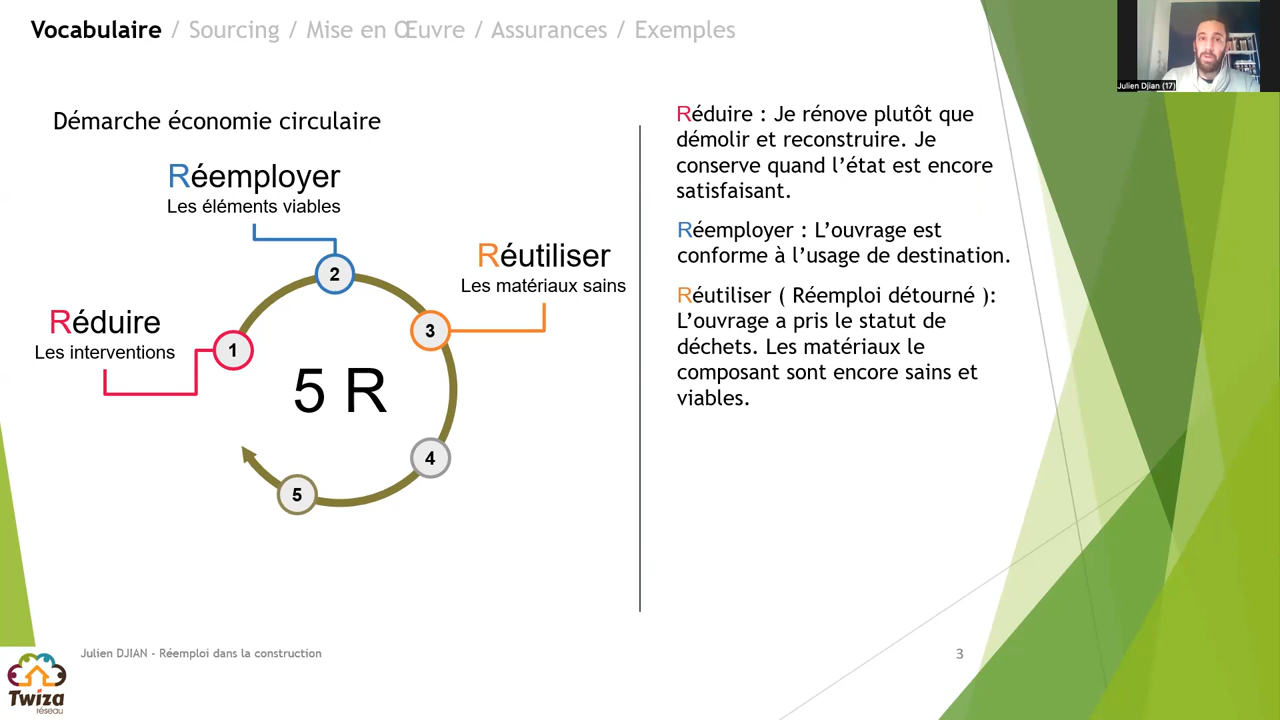 Vocabulaire / Sourcing / Mise en Œuvre / Assurances / Exemples
Julien Djian (17)
Démarche économie circulaire
Réemployer
Les éléments viables
Réutiliser
Les matériaux sains
Réduire
Les interventions
1
2
3
4
5
5 R
Réduire : Je rénove plutôt que
démolir et reconstruire. Je
conserve quand l’état est encore
satisfaisant.
Réemployer : L’ouvrage est
conforme à l’usage de destination.
Réutiliser ( Réemploi détourné ):
L’ouvrage a pris le statut de
déchets. Les matériaux le
composant sont encore sains et
viables.
Julien DJIAN - Réemploi dans la construction
3
Twiza
réseau